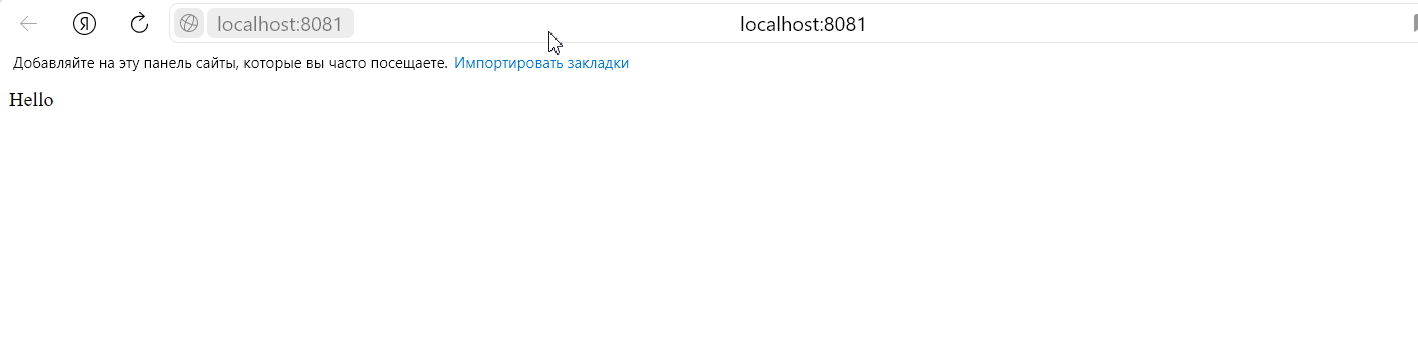 Я localhost:8081 localhost:8081
Добавляйте на эту панель сайты, которые вы часто посещаете. Импортировать закладки
Hello